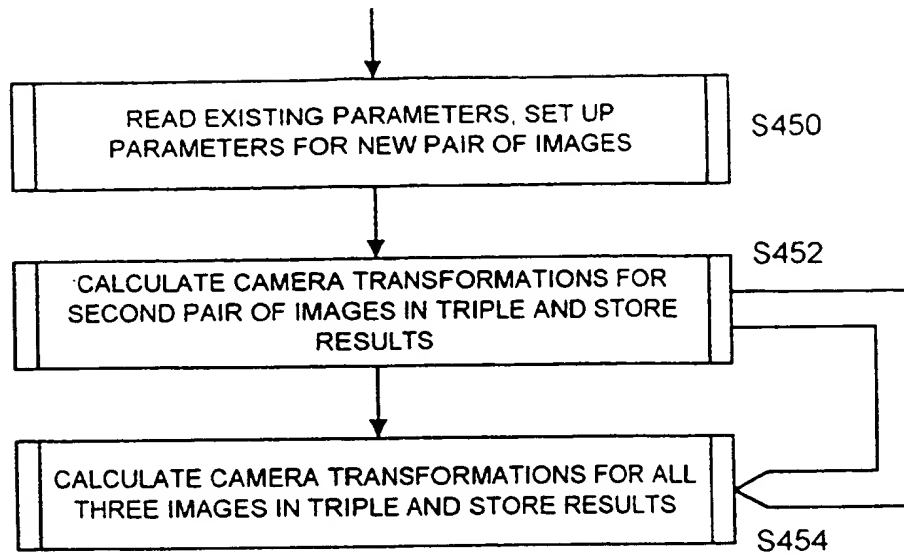 READ EXISTING PARAMETERS, SET UP
PARAMETERS FOR NEW PAIR OF IMAGES
S450
S452
CALCULATE CAMERA TRANSFORMATIONS FOR
SECOND PAIR OF IMAGES IN TRIPLE AND STORE
RESULTS
CALCULATE CAMERA TRANSFORMATIONS FOR ALL
THREE IMAGES IN TRIPLE AND STORE RESULTS
S454